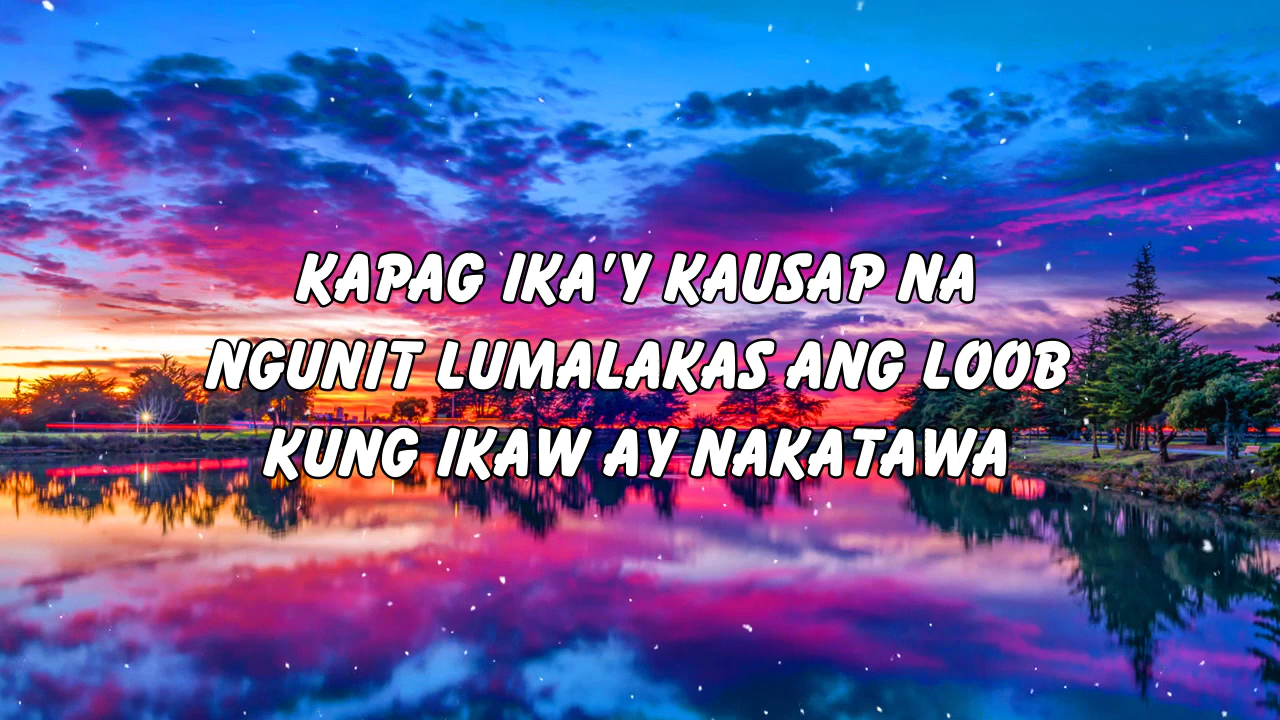 KAPAG IKA'Y KAUSAP NA
NGUNIT LUMALAKAS ANG LOOB
KUNG IKAW AY NAKATAWA